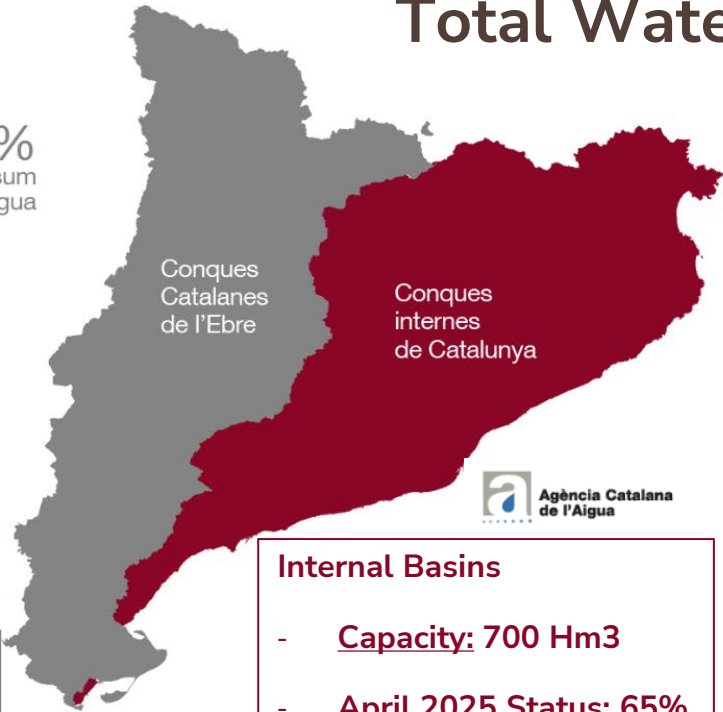 Total Wate
%
sum
gua
Conques
Catalanes
de l'Ebre
Conques
internes
de Catalunya
Agència Catalana
de l'Aigua
Internal Basins
- Capacity: 700 Hm3
- April 2025 Status: 65%